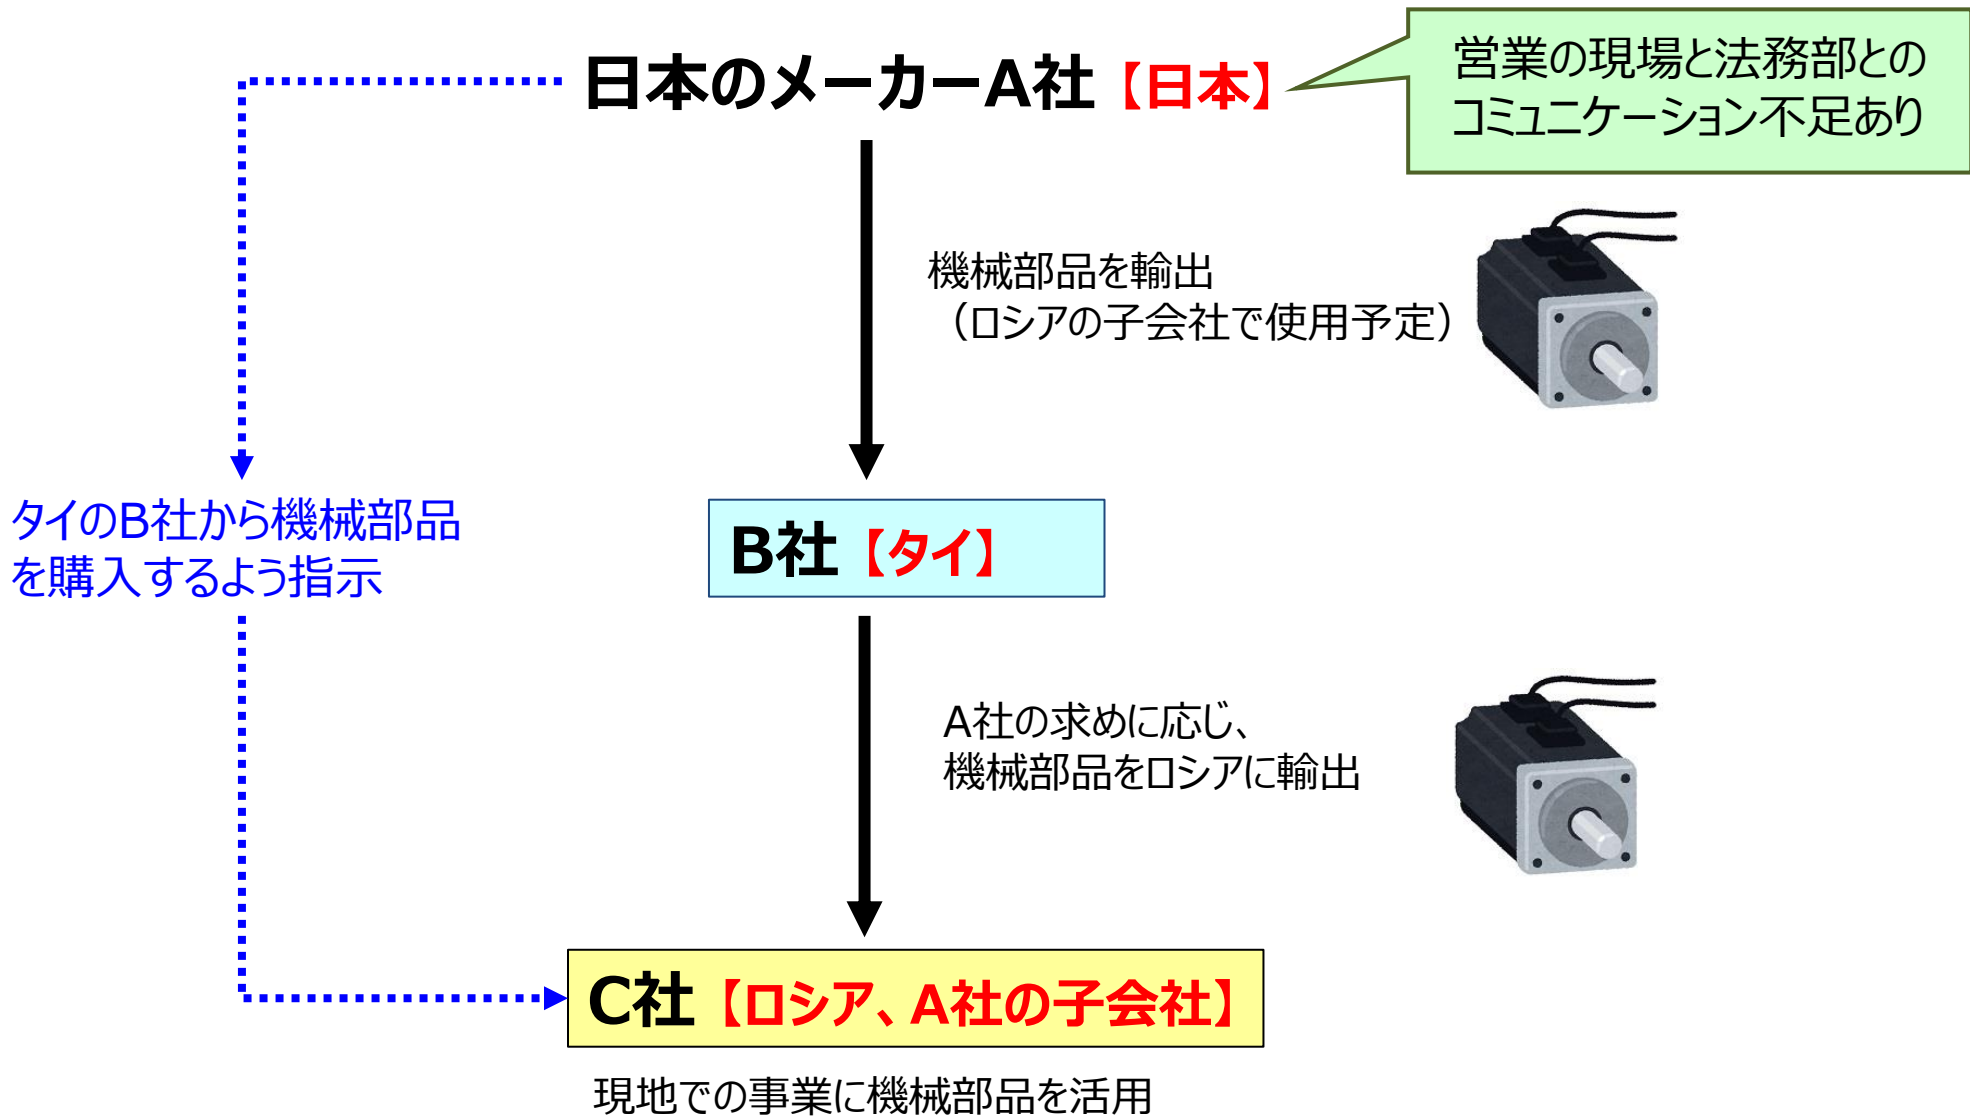 日本のメーカーA社【日本】
営業の現場と法務部との
コミュニケーション不足あり
機械部品を輸出
（ロシアの子会社で使用予定）
タイのB社から機械部品
を購入するよう指示
B社【タイ】
A社の求めに応じ、
機械部品をロシアに輸出
C社【ロシア、A社の子会社】
現地での事業に機械部品を活用